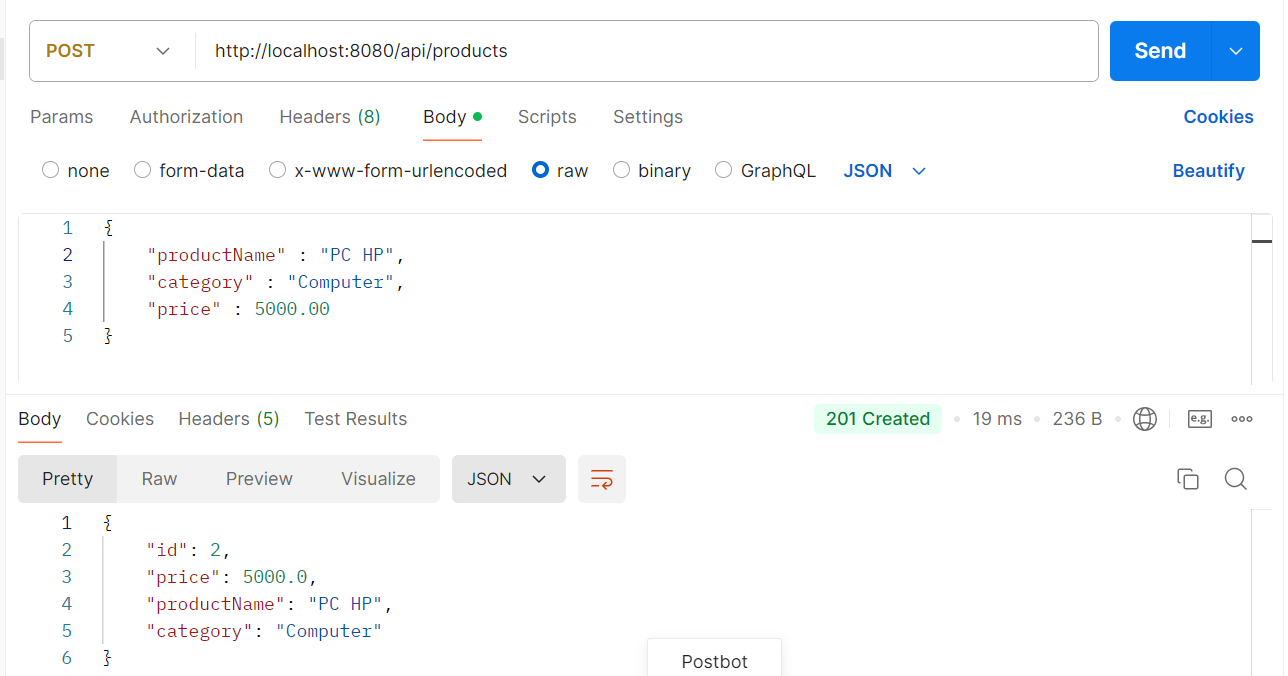 POST http://localhost:8080/api/products Send
Params Authorization Headers (8) Body Scripts Settings Cookies
none form-data x-www-form-urlencoded raw binary GraphQL JSON Beautify
1 {
2 "productName" : "PC HP",
3 "category" : "Computer",
4 "price" : 5000.00
5 }
Body Cookies Headers (5) Test Results 201 Created 19 ms 236 B e.g.
Pretty Raw Preview Visualize JSON
1 {
2 "id": 2,
3 "price": 5000.0,
4 "productName": "PC HP",
5 "category": "Computer"
6 }
Postbot